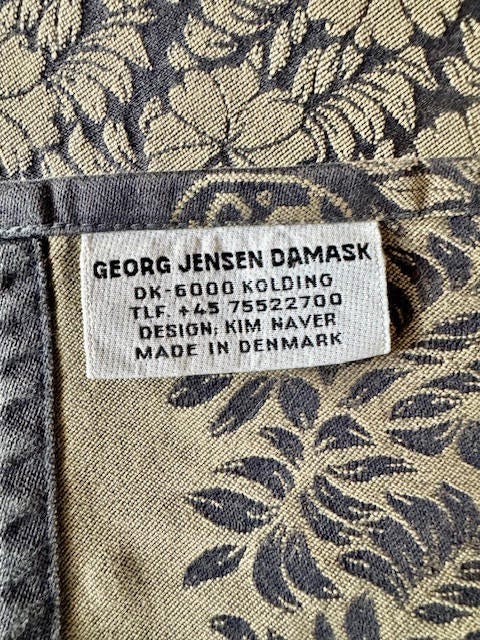 GEORG JENSEN DAMASK
DK-6000 KOLDING
TLF. +45 75522700
DESIGN: KIM NAVER
MADE IN DENMARK